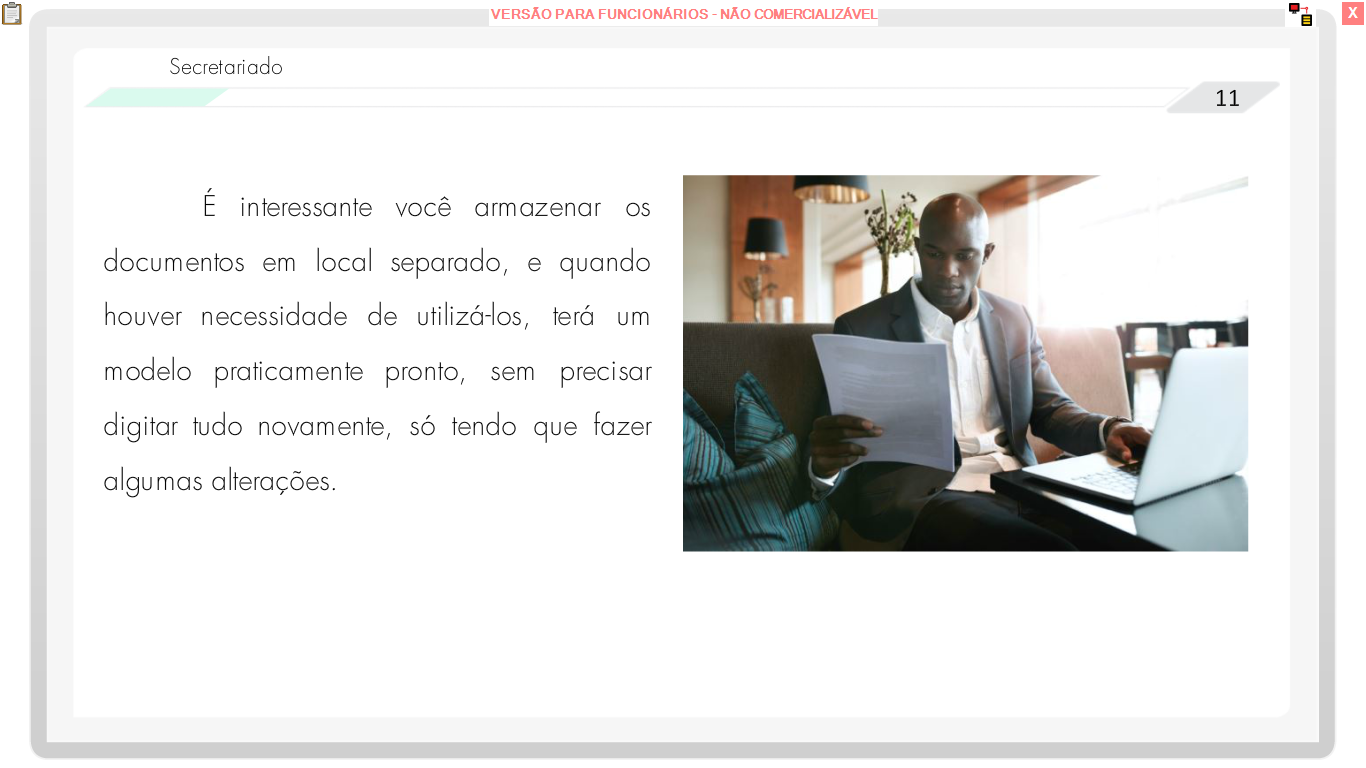 VERSÃO PARA FUNCIONÁRIOS - NÃO COMERCIALIZÁVEL
X
Secretariado
11
É interessante você armazenar os
documentos em local separado, e quando
houver necessidade de utilizá-los, terá um
modelo praticamente pronto, sem precisar
digitar tudo novamente, só tendo que fazer
algumas alterações.